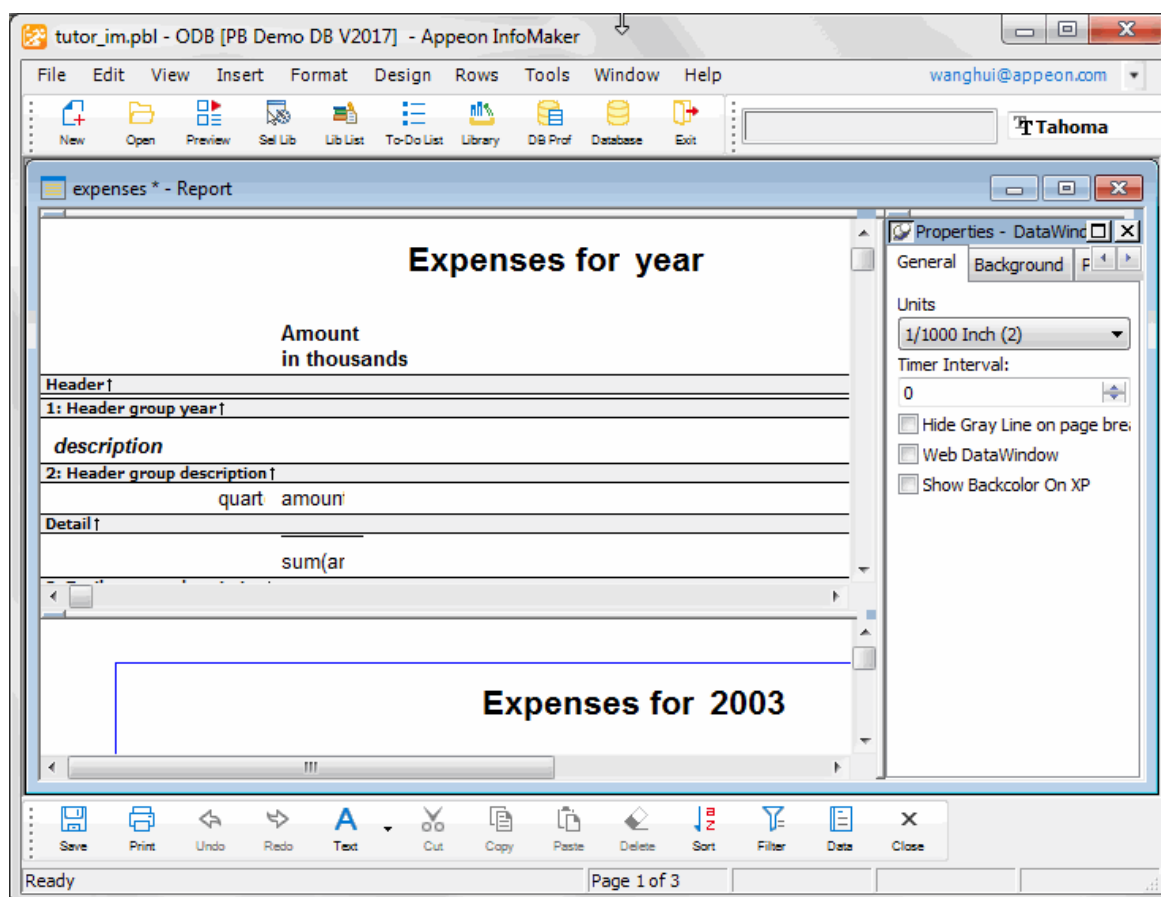 tutor_im.pbl - ODB [PB Demo DB V2017] - Appeon InfoMaker
File Edit View Insert Format Design Rows Tools Window Help wanghui@appeon.com
New Open Preview Sel Lib Lib List To-Do List Library DB Prof Database Exit Tahoma
expenses * - Report
Properties - DataWind
General Background
Expenses for year
Units
1/1000 Inch (2)
Amount
in thousands
Timer Interval:
0
Header↑
1: Header group year↑
Hide Gray Line on page brea
description
Web DataWindow
2: Header group description↑
Show Backcolor On XP
quart amount
Detail↑
sum(ar
Expenses for 2003
Save Print Undo Redo Text Cut Copy Paste Delete Sort Filter Data Close
Ready Page 1 of 3